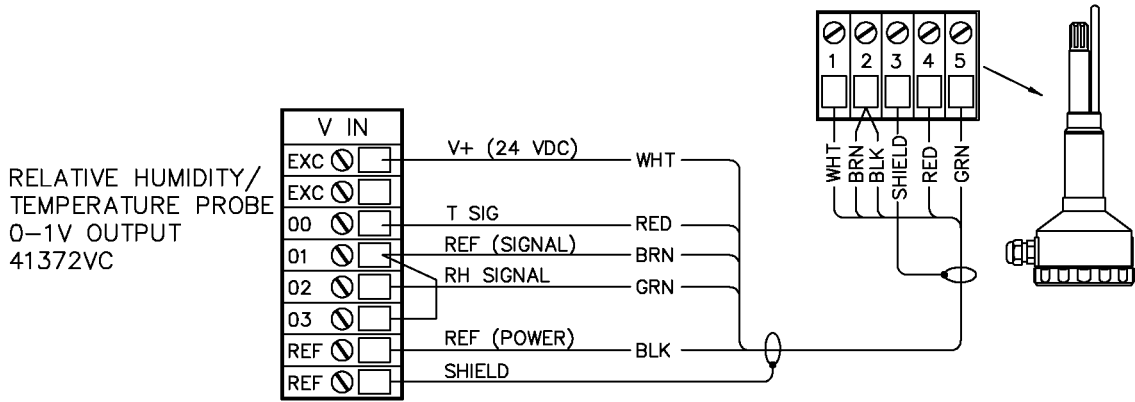 1 2 3 4 5
WHT BRN BLK SHIELD RED GRN
RELATIVE HUMIDITY/
TEMPERATURE PROBE
0-1V OUTPUT
41372VC
V IN
EXC V+ (24 VDC) WHT
EXC
00 T SIG RED
01 REF (SIGNAL) BRN
02 RH SIGNAL GRN
03
REF REF (POWER) BLK
REF SHIELD